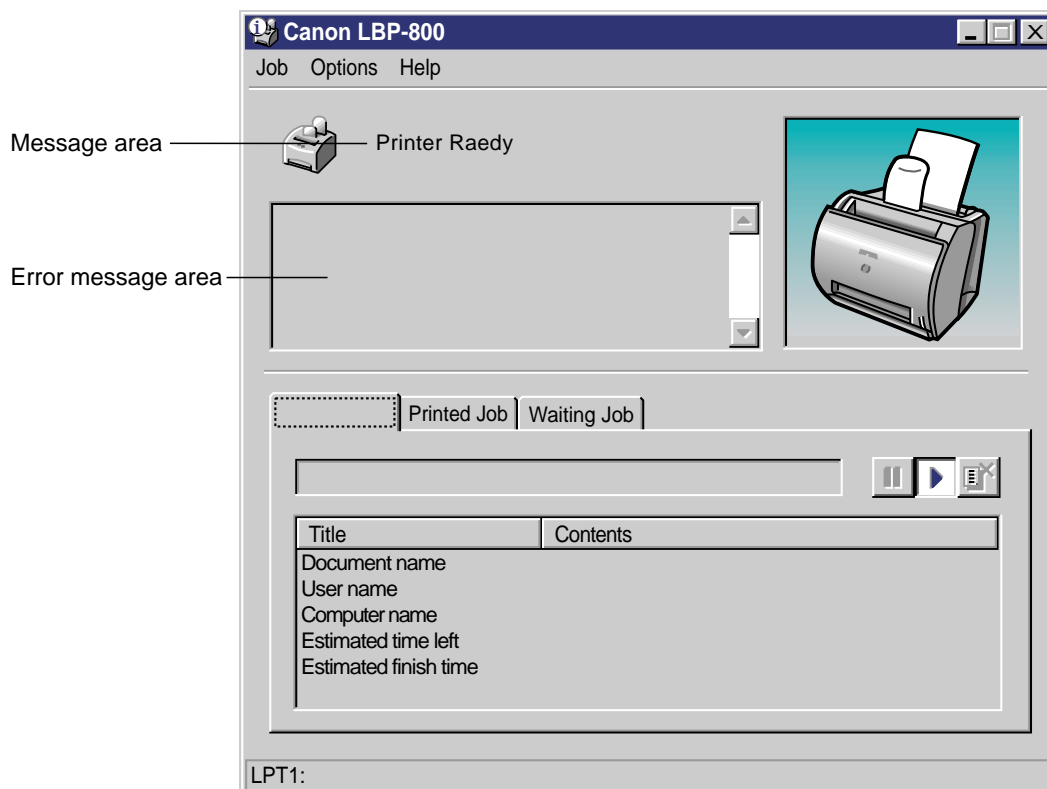 Canon LBP-800
Job Options Help
Message area
Printer Raedy
Error message area
Printed Job Waiting Job
Title Contents
Document name
User name
Computer name
Estimated time left
Estimated finish time
LPT1: